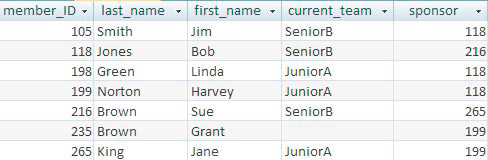 member_ID last_name first_name current_team sponsor
105 Smith Jim SeniorB 118
118 Jones Bob SeniorB 216
198 Green Linda JuniorA 118
199 Norton Harvey JuniorA 118
216 Brown Sue SeniorB 265
235 Brown Grant 199
265 King Jane JuniorA 199